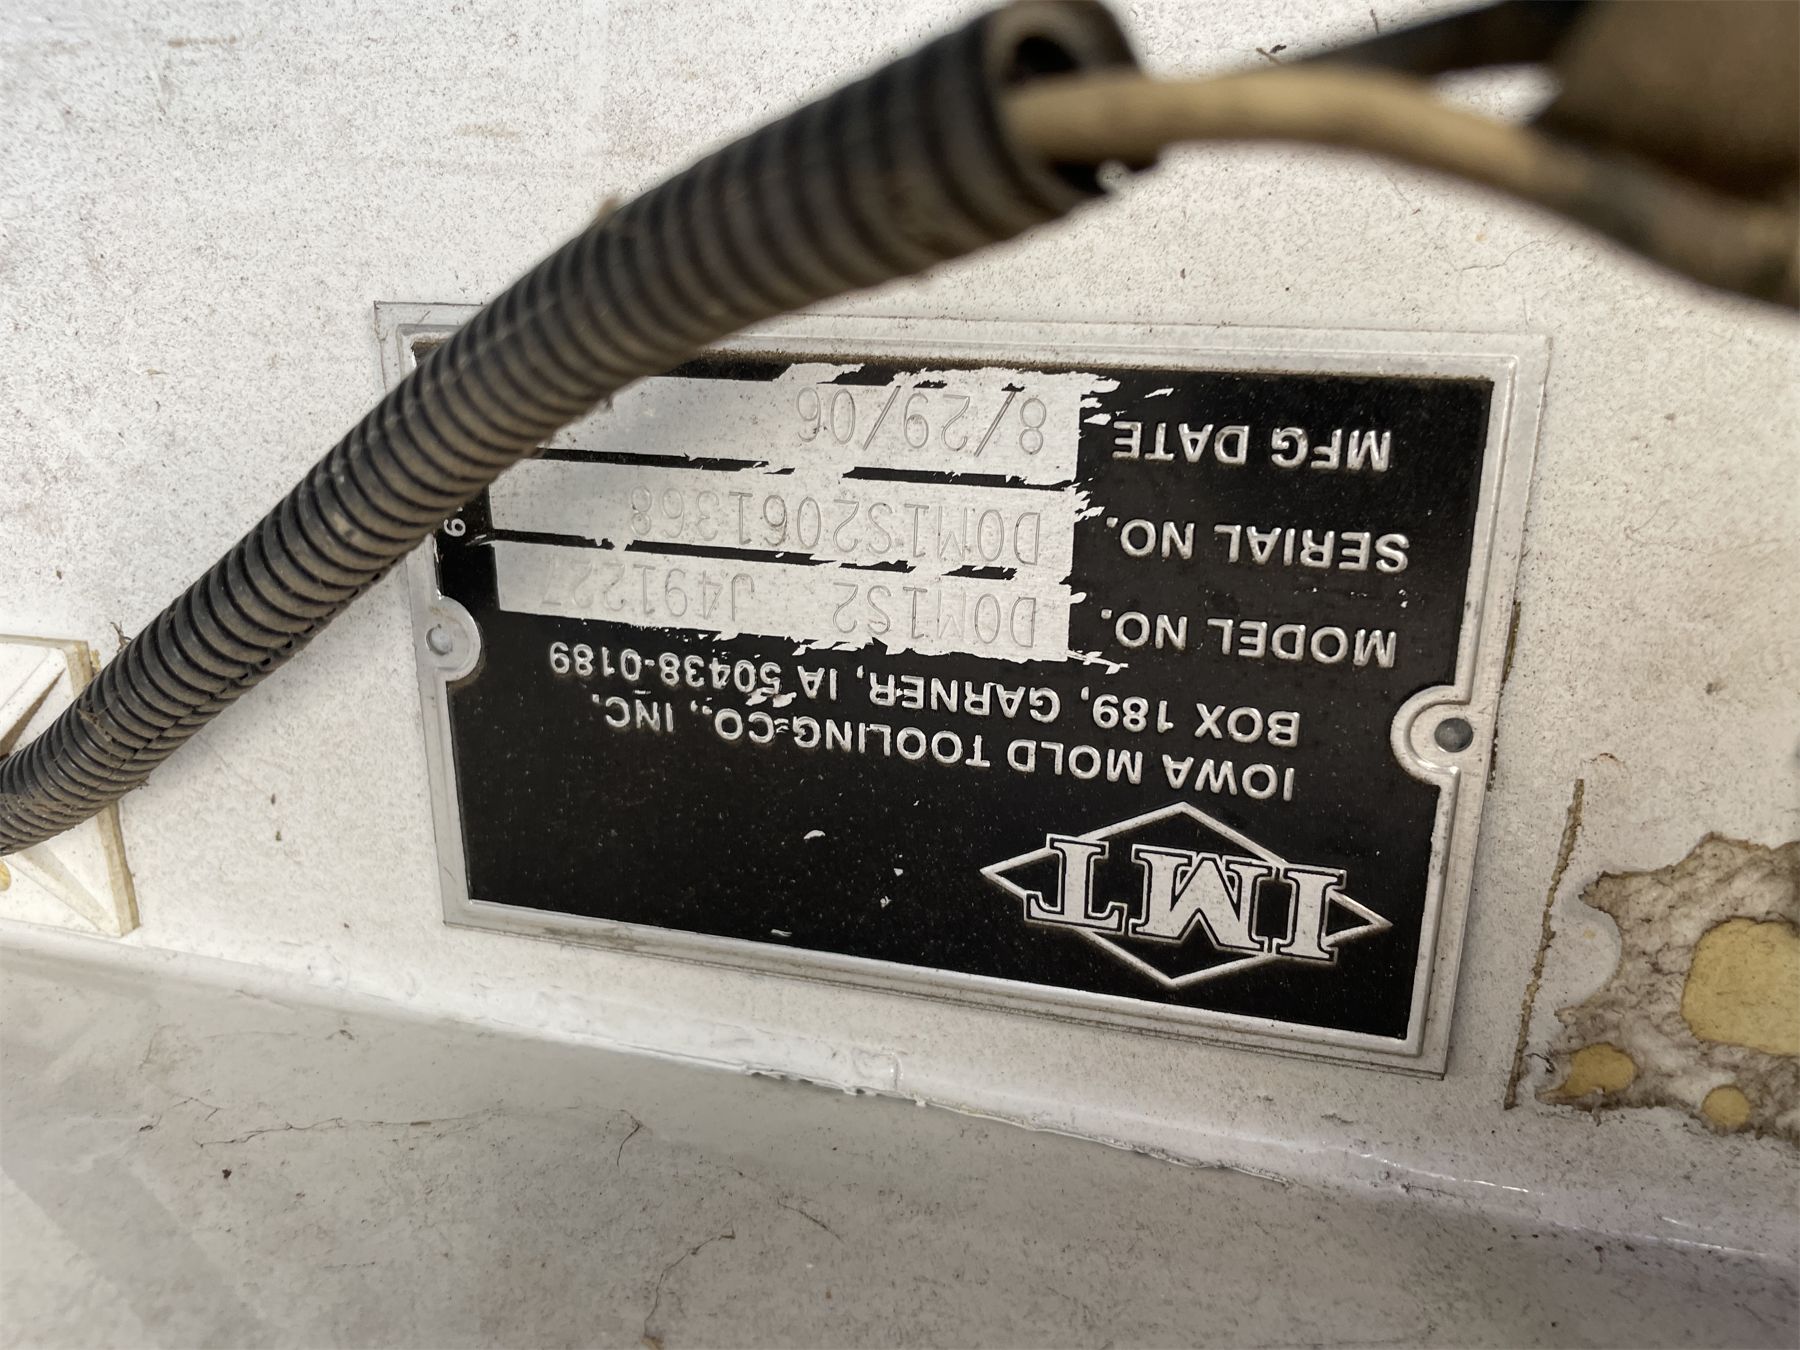 IMT
IOWA MOLD TOOLING CO., INC.
BOX 189, GARNER, IA 50438-0189
MODEL NO. DOM1S2 J491227
SERIAL NO. DOM1S2061368
MFG DATE 8/29/06